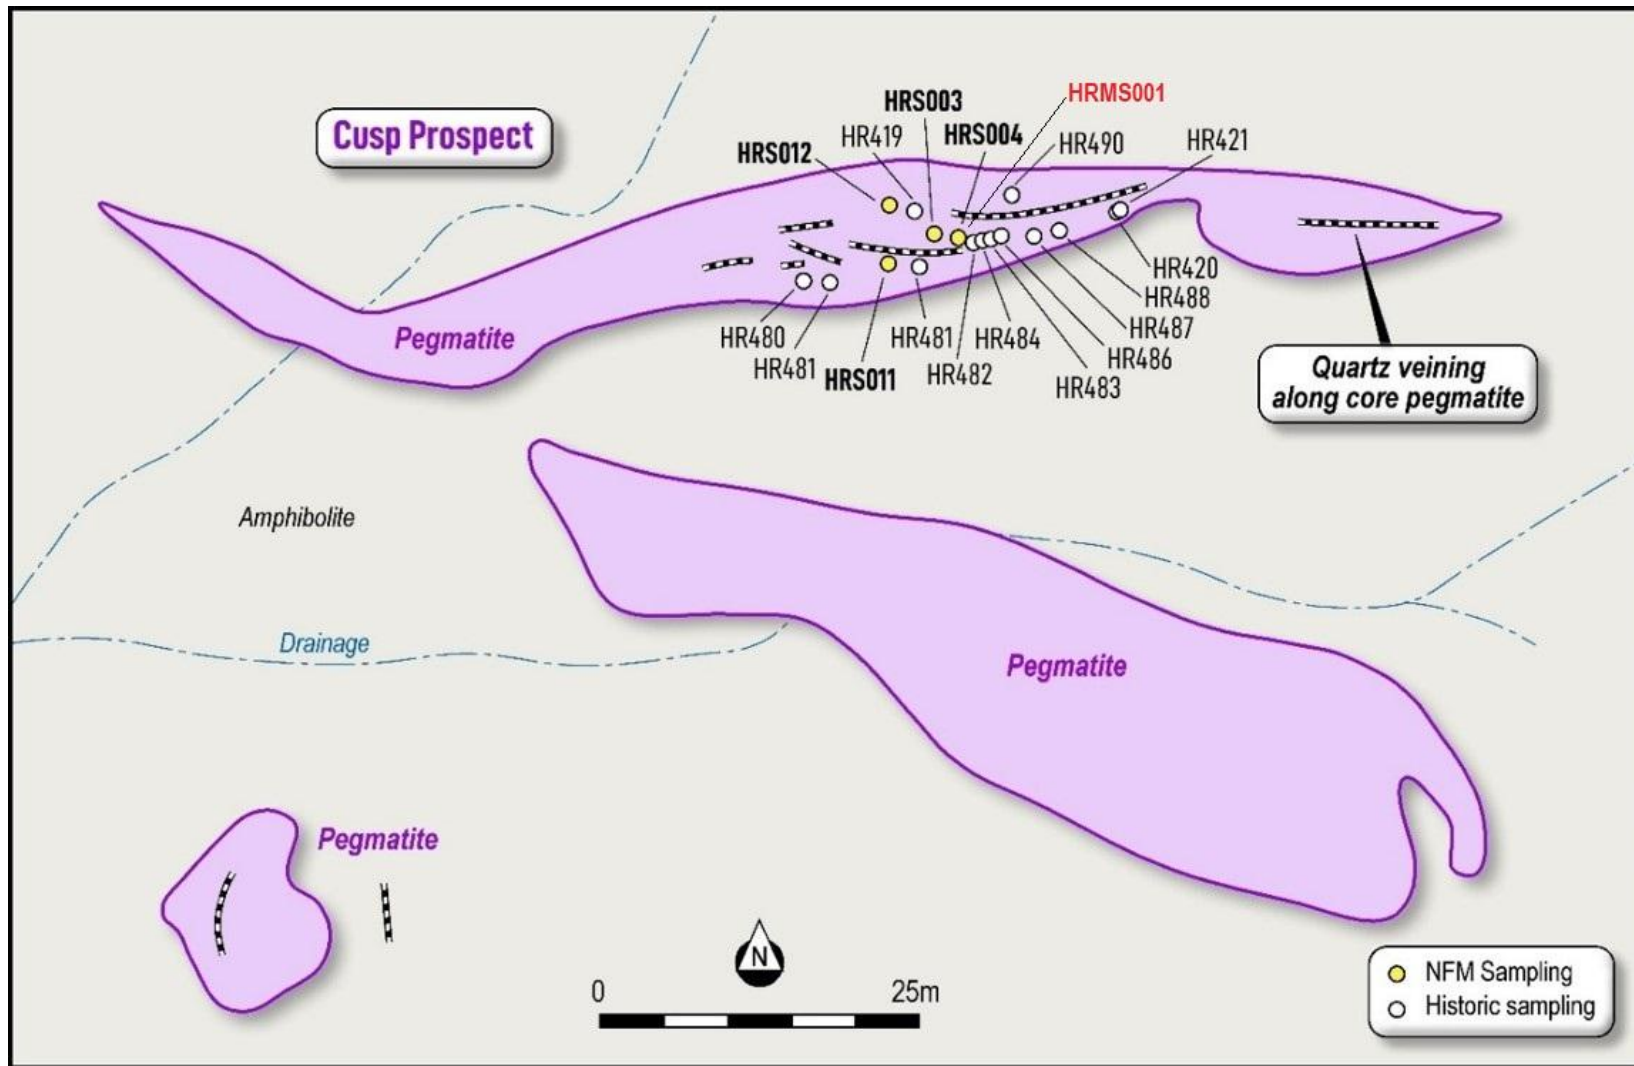 HRMS001
HRS003
Cusp Prospect
HR419
HRS004
HR490
HR421
HRS012
HR420
HR488
Pegmatite
HR480
HR481
HR484
HR487
HR481
HRS011
HR482
HR486
HR483
Quartz veining
along core pegmatite
Amphibolite
Drainage
Pegmatite
Pegmatite
N
0
25m
NFM Sampling
Historic sampling